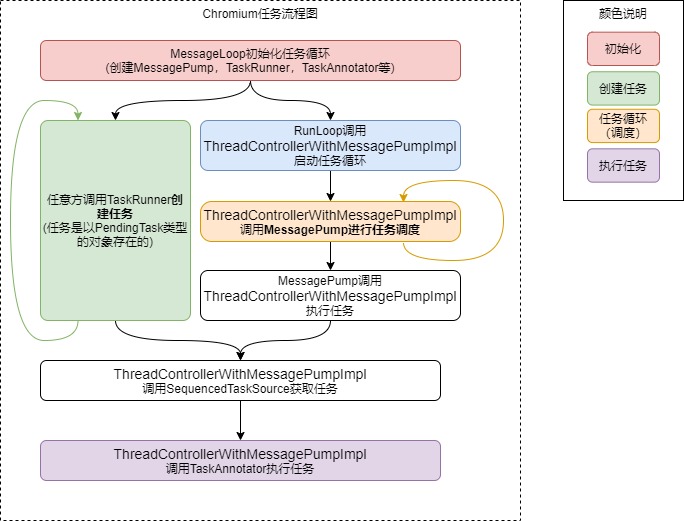 Chromium任务流程图
MessageLoop初始化任务循环
(创建MessagePump，TaskRunner，TaskAnnotator等)
任意方调用TaskRunner创
建任务
(任务是以PendingTask类型
的对象存在的)
RunLoop调用
ThreadControllerWithMessagePumpImpl
启动任务循环
ThreadControllerWithMessagePumpImpl
调用MessagePump进行任务调度
MessagePump调用
ThreadControllerWithMessagePumpImpl
执行任务
ThreadControllerWithMessagePumpImpl
调用SequencedTaskSource获取任务
ThreadControllerWithMessagePumpImpl
调用TaskAnnotator执行任务
颜色说明
初始化
创建任务
任务循环
(调度)
执行任务